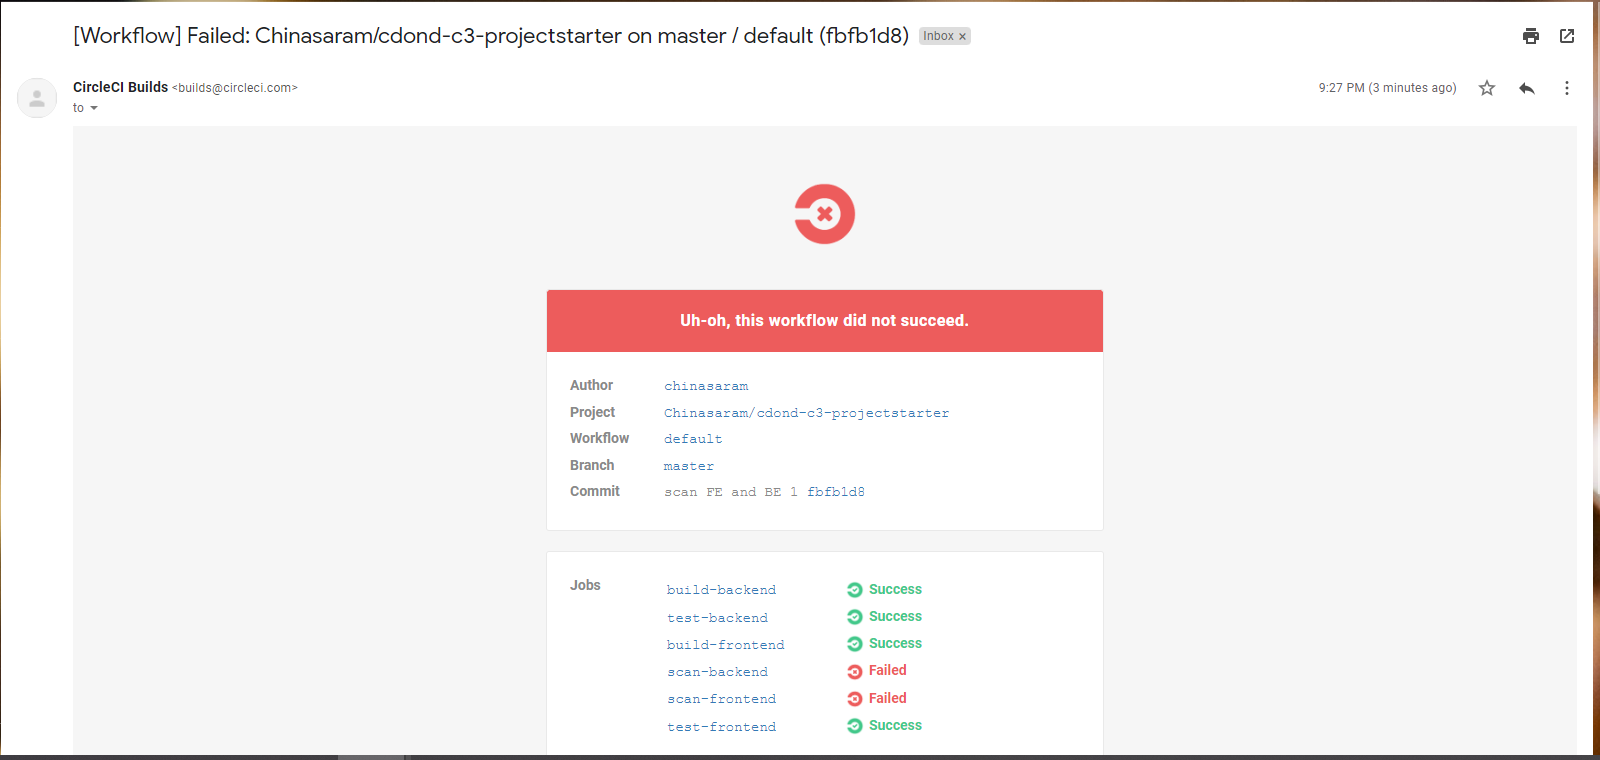 [Workflow] Failed: Chinasaram/cdond-c3-projectstarter on master / default (fbfb1d8) Inbox ×
CircleCI Builds <builds@circleci.com> 9:27 PM (3 minutes ago)
to
Uh-oh, this workflow did not succeed.
Author chinasaram
Project Chinasaram/cdond-c3-projectstarter
Workflow default
Branch master
Commit scan FE and BE 1 fbfb1d8
Jobs build-backend Success
test-backend Success
build-frontend Success
scan-backend Failed
scan-frontend Failed
test-frontend Success